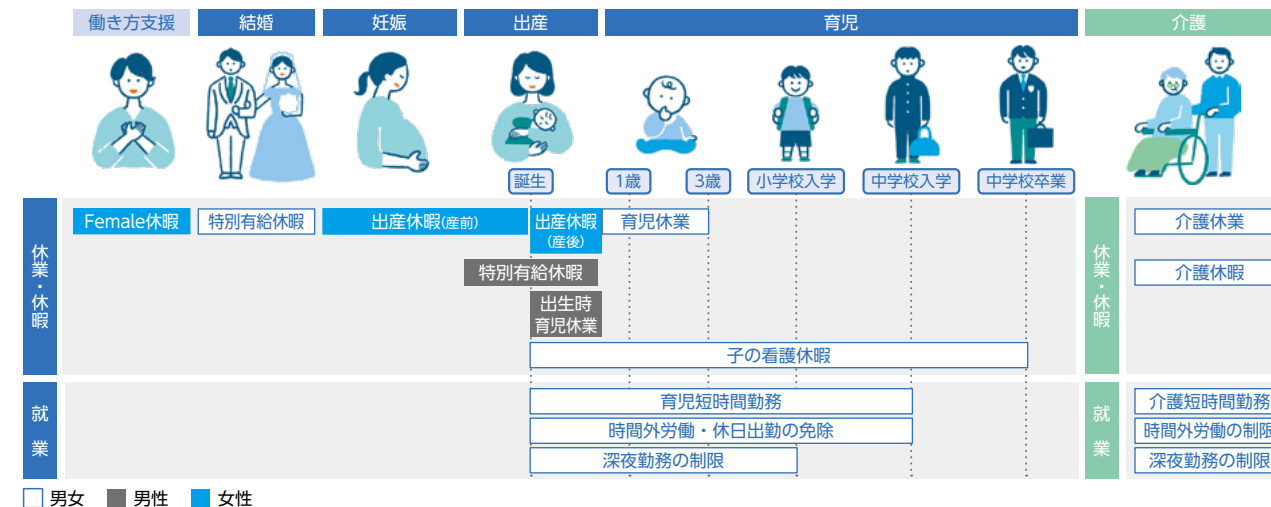 働き方支援
結婚
妊娠
出産
育児
介護
誕生
1歳
3歳
小学校入学
中学校入学
中学校卒業
休業・休暇
Female休暇
特別有給休暇
出産休暇(産前)
出産休暇
(産後)
育児休業
特別有給休暇
出生時
育児休業
子の看護休暇
休業・休暇
介護休業
介護休暇
就業
育児短時間勤務
時間外労働・休日出勤の免除
深夜勤務の制限
就業
介護短時間勤務
時間外労働の制限
深夜勤務の制限
男女
男性
女性